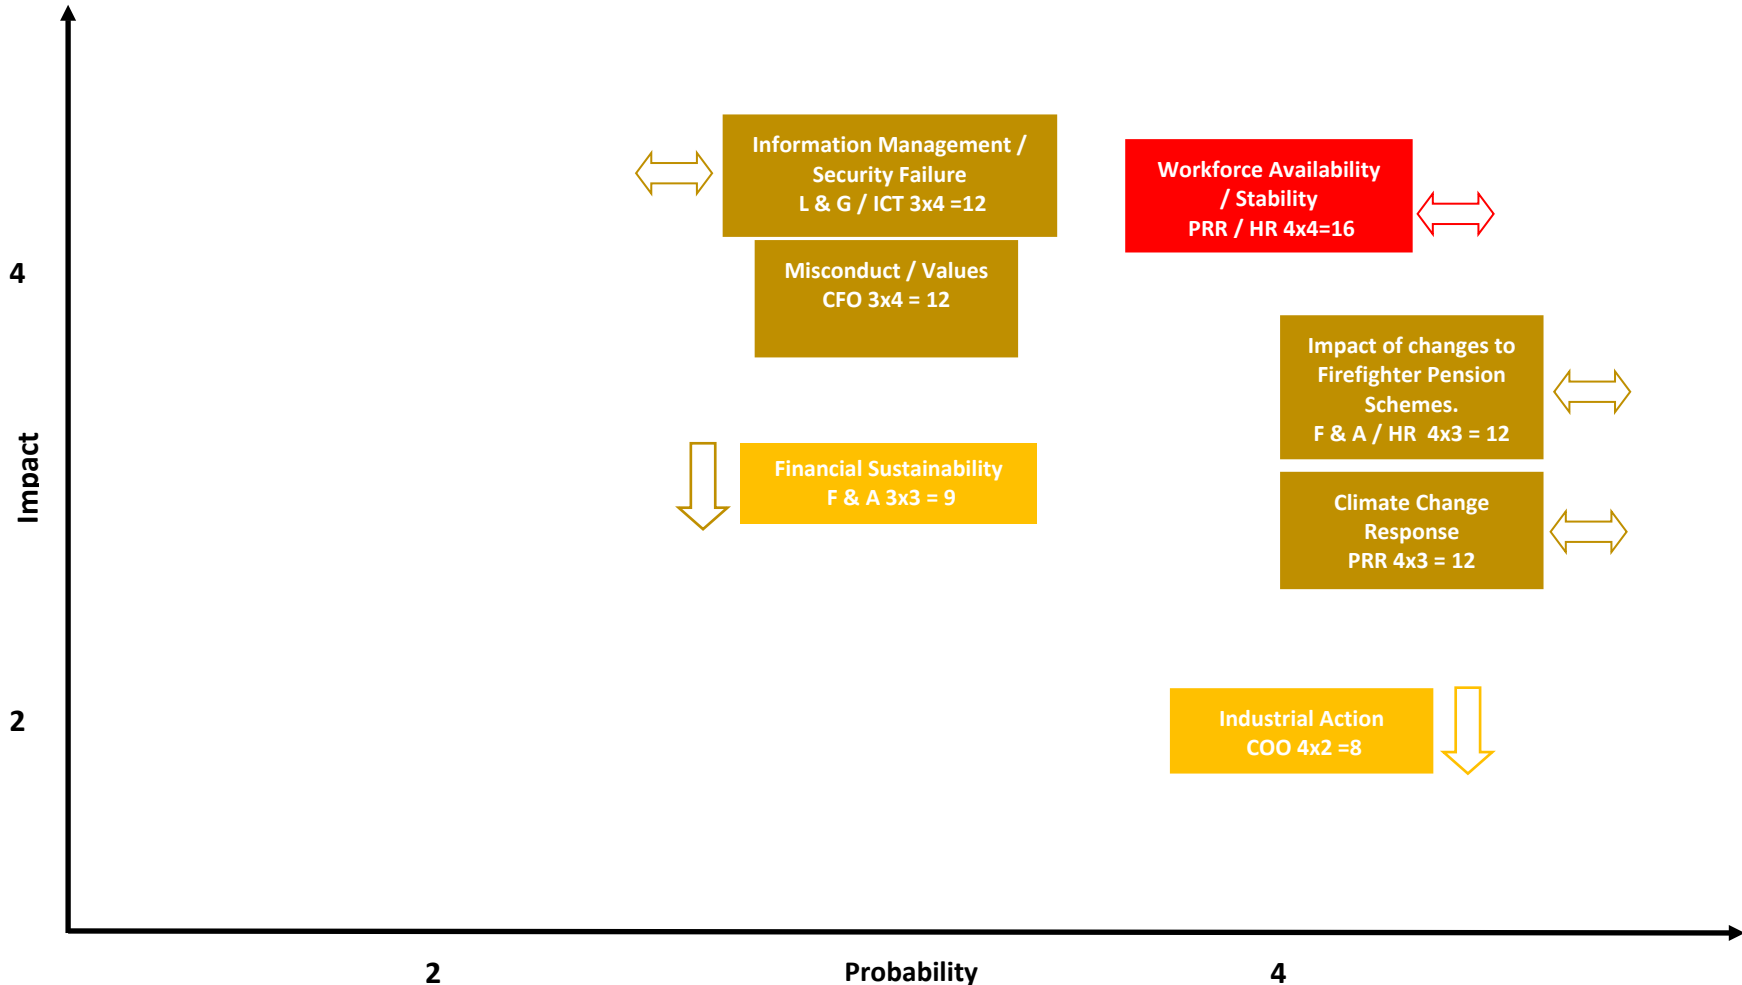 Information Management /
Security Failure
L & G / ICT 3x4 =12
Workforce Availability
/ Stability
PRR / HR 4x4=16
4
Misconduct / Values
CFO 3x4 = 12
Impact of changes to
Firefighter Pension
Schemes.
F & A / HR  4x3 = 12
Impact
Financial Sustainability
F & A 3x3 = 9
Climate Change
Response
PRR 4x3 = 12
2
Industrial Action
COO 4x2 =8
2
Probability
4